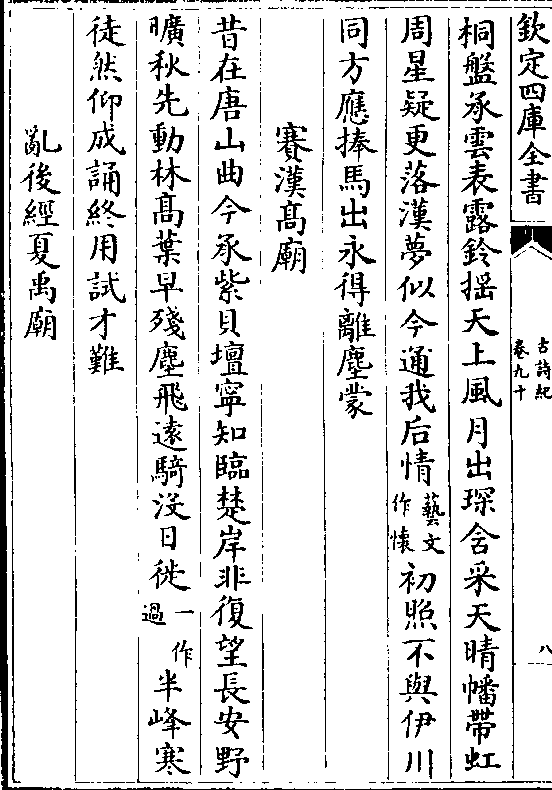 欽定四庫全書
古詩紀
卷九十
八
桐盤承雲表露鈴揺天上風月出琛含采天晴幡帶虹
周星疑更落漢夢似今通我后情藝文作懐初照不與伊川
同方應捧馬出永得離塵蒙
賽漢髙廟
昔在唐山曲今承紫貝壇寧知臨楚岸非復望長安野
曠秋先動林髙葉早殘塵飛逺騎没日徙一作過半峰寒
徒然仰成誦終用試才難
亂後經夏禹廟